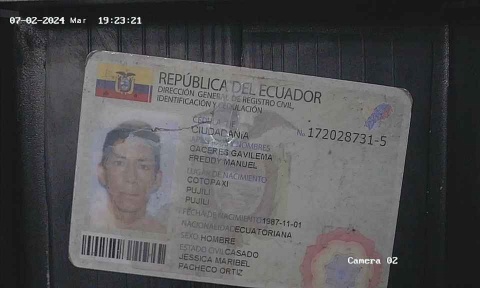 07-02-2024 Mar 19:23:21
REPÚBLICA DEL ECUADOR
DIRECCIÓN GENERAL DE REGISTRO CIVIL,
IDENTIFICACIÓN Y CEDULACIÓN
CÉDULA DE
CIUDADANÍA
No. 172028731-5
APELLIDOS Y NOMBRES
CACERES GAVILEMA
FREDDY MANUEL
LUGAR DE NACIMIENTO
COTOPAXI
PUJILI
PUJILI
FECHA DE NACIMIENTO 1987-11-01
NACIONALIDAD ECUATORIANA
SEXO HOMBRE
ESTADO CIVIL CASADO
JESSICA MARIBEL
PACHECO ORTIZ
Camera 02